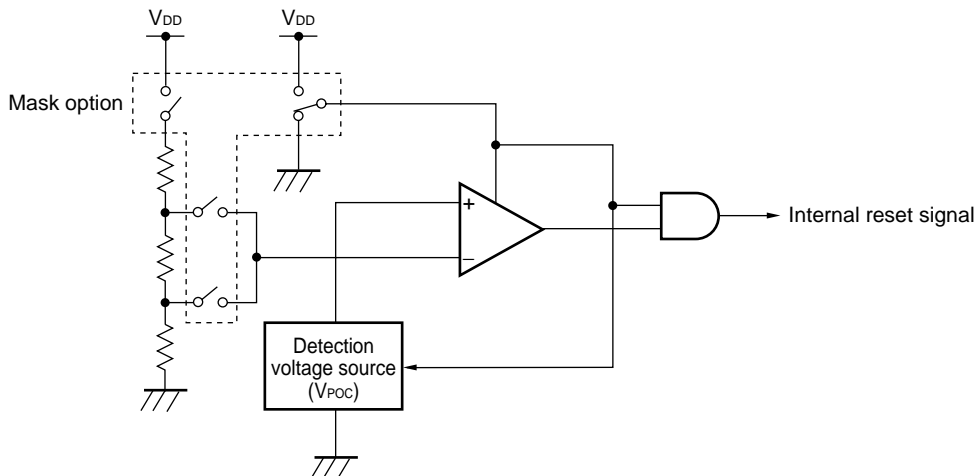 VDD
VDD
Mask option
+
−
Internal reset signal
Detection
voltage source
(VPOC)